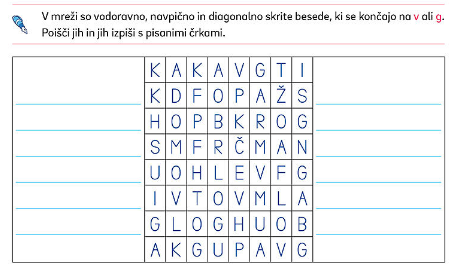 V mreži so vodoravno, navpično in diagonalno skrite besede, ki se končajo na v ali g.
Poišči jih in jih izpiši s pisanimi črkami.
K A K A V G T I
K D F O P A Ž S
H O P B K R O G
S M F R Č M A N
U O H L E V F G
I V T O V M L A
G L O G H U O B
A K G U P A V G